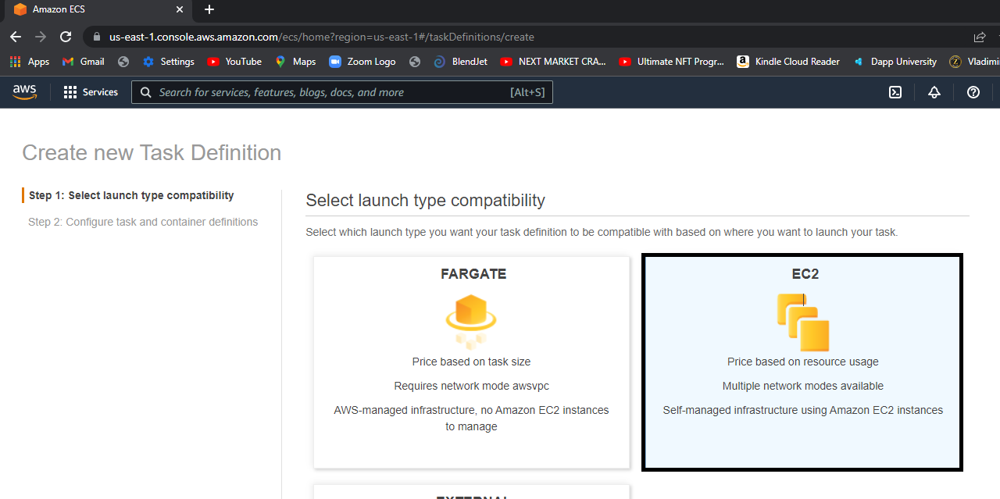 Amazon ECS
us-east-1.console.aws.amazon.com/ecs/home?region=us-east-1#/taskDefinitions/create
Apps Gmail Settings YouTube Maps Zoom Logo BlendJet NEXT MARKET CRA... Ultimate NFT Progr... Kindle Cloud Reader Dapp University Vladimi
aws Services Search for services, features, blogs, docs, and more [Alt+S]
Create new Task Definition
Step 1: Select launch type compatibility
Step 2: Configure task and container definitions
Select launch type compatibility
Select which launch type you want your task definition to be compatible with based on where you want to launch your task.
FARGATE
Price based on task size
Requires network mode awsvpc
AWS-managed infrastructure, no Amazon EC2 instances
to manage
EC2
Price based on resource usage
Multiple network modes available
Self-managed infrastructure using Amazon EC2 instances
EXTERNAL